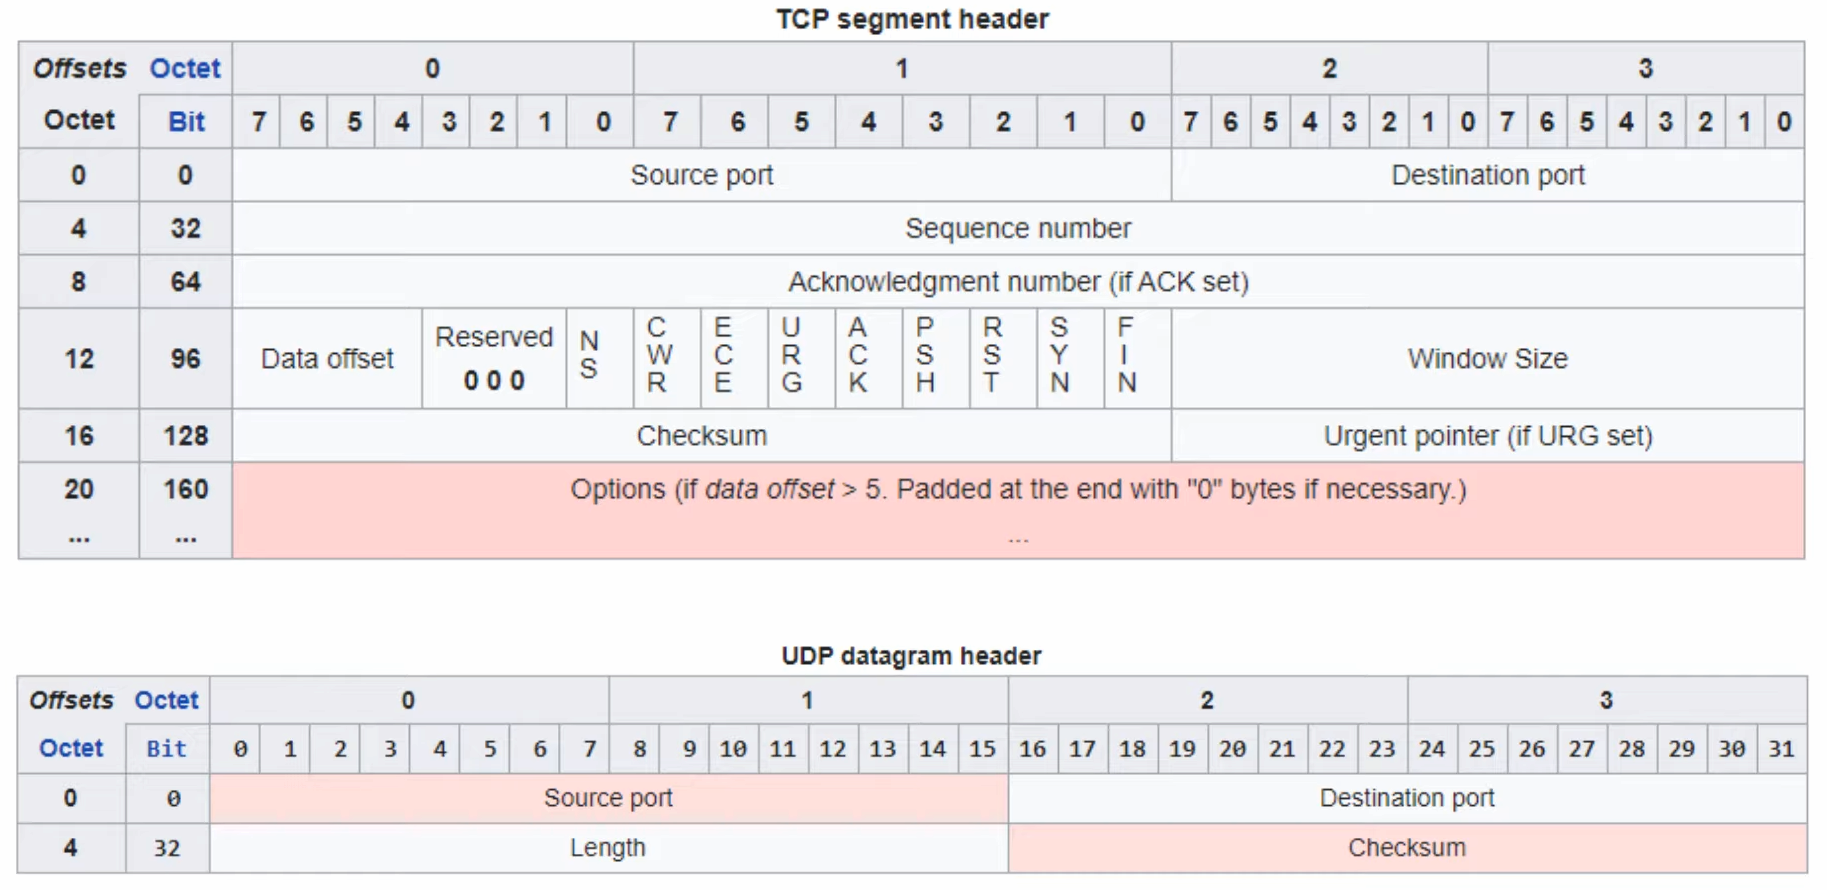 TCP segment header
Offsets Octet 0 1 2 3
Octet Bit 7 6 5 4 3 2 1 0 7 6 5 4 3 2 1 0 7 6 5 4 3 2 1 0 7 6 5 4 3 2 1 0
0 0 Source port Destination port
4 32 Sequence number
8 64 Acknowledgment number (if ACK set)
12 96 Data offset Reserved 0 0 0 NS CWR ECE URG ACK PSH RST SYN FIN Window Size
16 128 Checksum Urgent pointer (if URG set)
20 160 Options (if data offset > 5. Padded at the end with "0" bytes if necessary.)
... ... ...
UDP datagram header
Offsets Octet 0 1 2 3
Octet Bit 0 1 2 3 4 5 6 7 8 9 10 11 12 13 14 15 16 17 18 19 20 21 22 23 24 25 26 27 28 29 30 31
0 0 Source port Destination port
4 32 Length Checksum